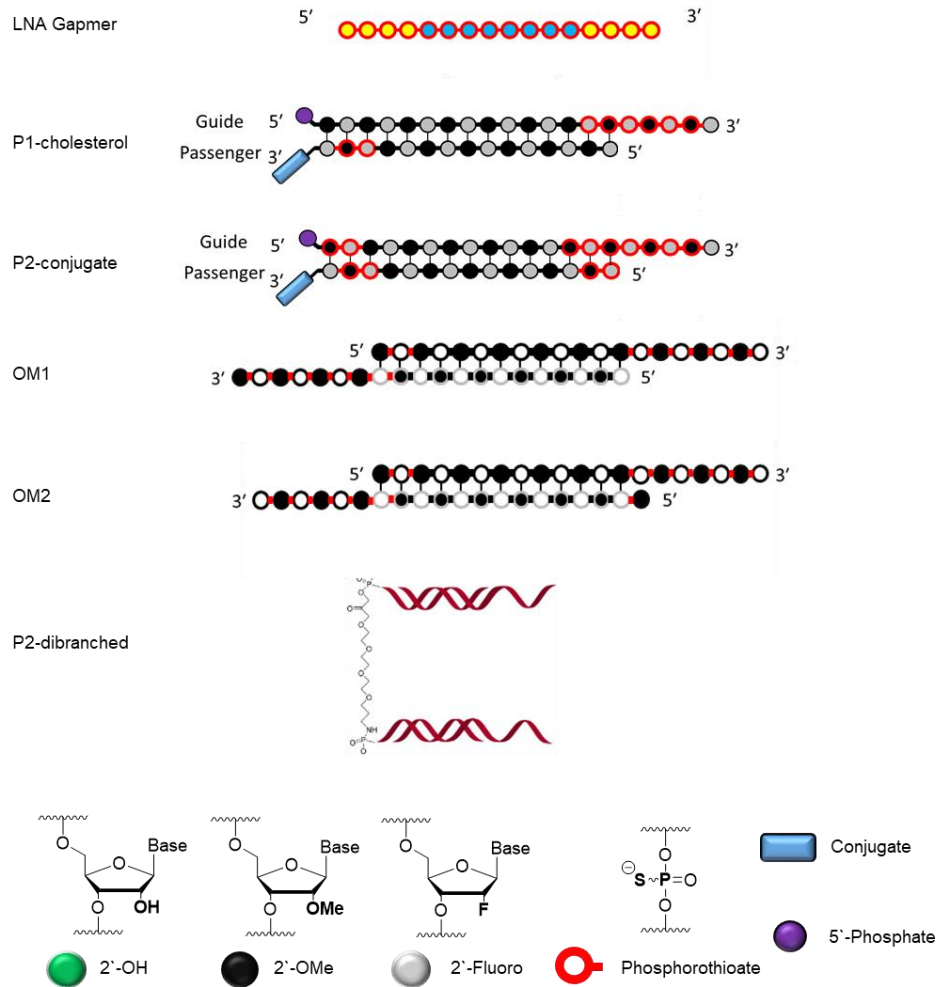 LNA Gapmer
5′ 3′
P1-cholesterol
Guide 5′ 3′
Passenger 3′ 5′
P2-conjugate
Guide 5′ 3′
Passenger 3′ 5′
OM1
5′ 3′
3′ 5′
OM2
5′ 3′
3′ 5′
P2-dibranched
O P O
O
O
O
O
O
O
NH
O P
O
O Base
O
O OH
O Base
O
O OMe
O Base
O
O F
O
⊖
S P O
O
Conjugate
5`-Phosphate
2`-OH
2`-OMe
2`-Fluoro
Phosphorothioate